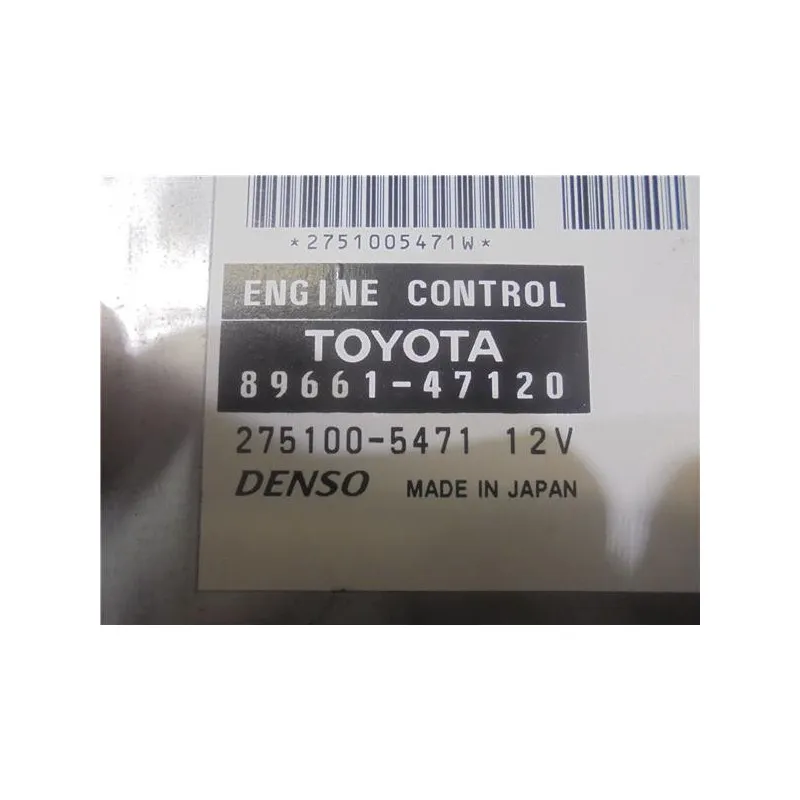 *2751005471W*
ENGINE CONTROL
TOYOTA
89661-47120
275100-5471 12V
DENSO MADE IN JAPAN